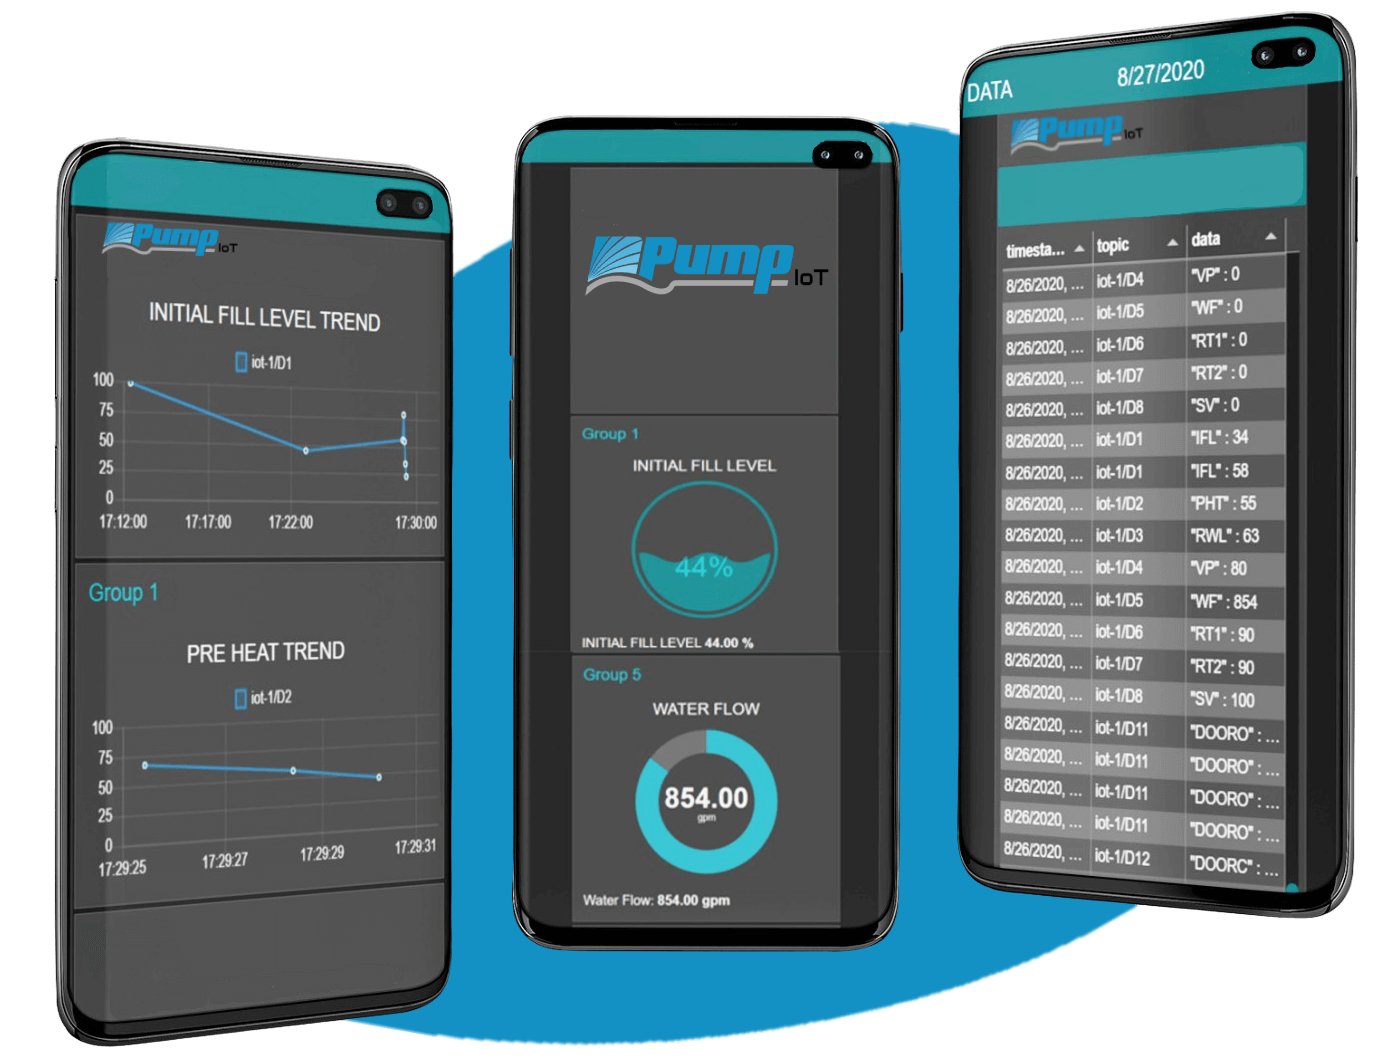 Pump IoT
INITIAL FILL LEVEL TREND
iot-1/D1
100
75
50
25
0
17:12:00 17:17:00 17:22:00 17:30:00
Group 1
PRE HEAT TREND
iot-1/D2
100
75
50
25
0
17:29:25 17:29:27 17:29:29 17:29:31
Pump IoT
Group 1
INITIAL FILL LEVEL
44%
INITIAL FILL LEVEL 44.00 %
Group 5
WATER FLOW
854.00
gpm
Water Flow: 854.00 gpm
DATA 8/27/2020
Pump IoT
timesta... topic data
8/26/2020, ... iot-1/D4 "VP" : 0
8/26/2020, ... iot-1/D5 "WF" : 0
8/26/2020, ... iot-1/D6 "RT1" : 0
8/26/2020, ... iot-1/D7 "RT2" : 0
8/26/2020, ... iot-1/D8 "SV" : 0
8/26/2020, ... iot-1/D1 "IFL" : 34
8/26/2020, ... iot-1/D1 "IFL" : 58
8/26/2020, ... iot-1/D2 "PHT" : 55
8/26/2020, ... iot-1/D3 "RWL" : 63
8/26/2020, ... iot-1/D4 "VP" : 80
8/26/2020, ... iot-1/D5 "WF" : 854
8/26/2020, ... iot-1/D6 "RT1" : 90
8/26/2020, ... iot-1/D7 "RT2" : 90
8/26/2020, ... iot-1/D8 "SV" : 100
8/26/2020, ... iot-1/D11 "DOORO" : ...
8/26/2020, ... iot-1/D11 "DOORO" : ...
8/26/2020, ... iot-1/D11 "DOORO" : ...
8/26/2020, ... iot-1/D11 "DOORO" : ...
8/26/2020, ... iot-1/D12 "DOORC" : ...